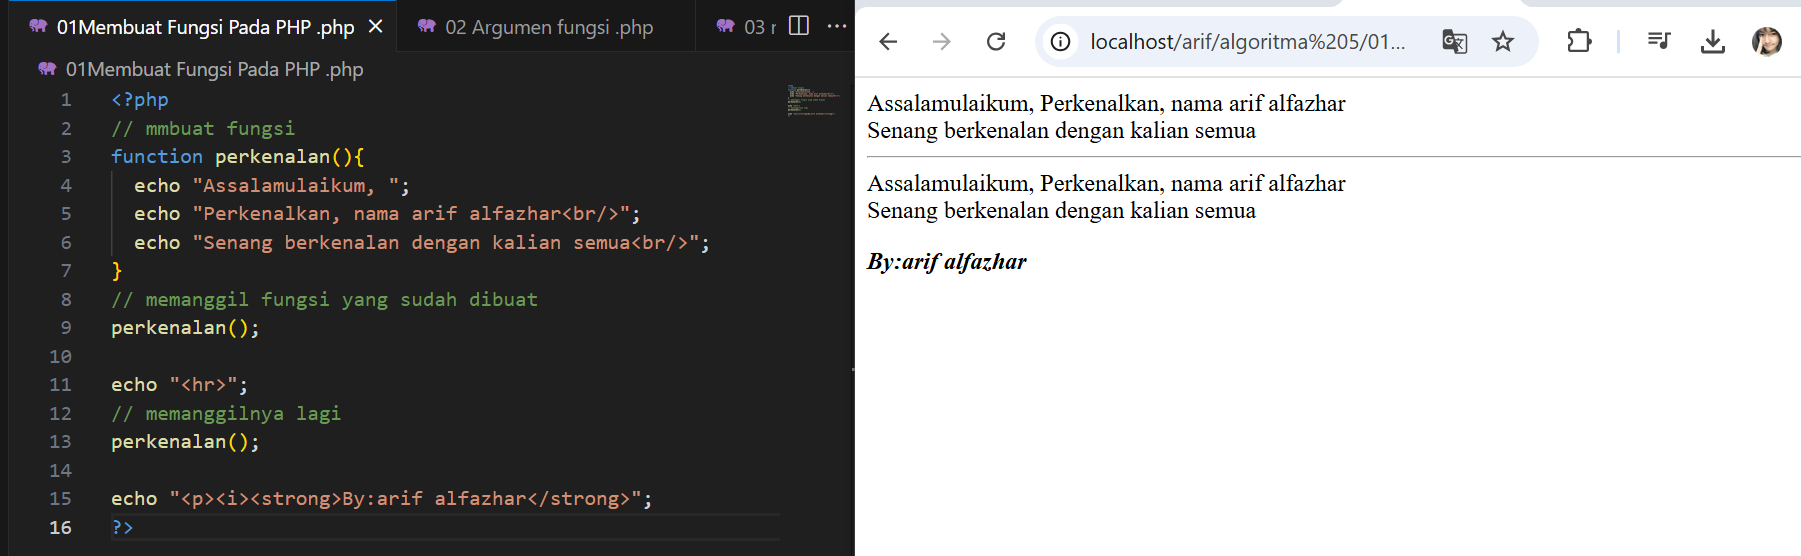 01Membuat Fungsi Pada PHP .php
02 Argumen fungsi .php
03 r
01Membuat Fungsi Pada PHP .php
1 <?php
2 // mmbuat fungsi
3 function perkenalan(){
4 echo "Assalamulaikum, ";
5 echo "Perkenalkan, nama arif alfazhar<br/>";
6 echo "Senang berkenalan dengan kalian semua<br/>";
7 }
8 // memanggil fungsi yang sudah dibuat
9 perkenalan();
10
11 echo "<hr>";
12 // memanggilnya lagi
13 perkenalan();
14
15 echo "<p><i><strong>By:arif alfazhar</strong>";
16 ?>
localhost/arif/algoritma%205/01...
Assalamulaikum, Perkenalkan, nama arif alfazhar
Senang berkenalan dengan kalian semua
Assalamulaikum, Perkenalkan, nama arif alfazhar
Senang berkenalan dengan kalian semua
By:arif alfazhar